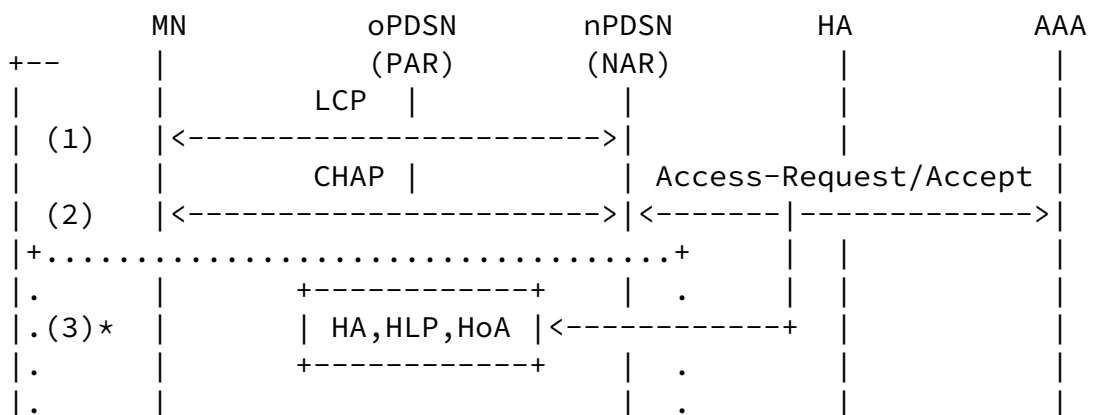 MN          oPDSN       nPDSN          HA          AAA
+--      |           (PAR)       (NAR)          |           |
|        |        LCP  |           |            |           |
|  (1)   |<----------------------->|            |           |
|        |        CHAP |           | Access-Request/Accept  |
|  (2)   |<----------------------->|<-------|-------------->|
|+....................................+     |  |           |
|.       |       +------------+    |  .     |  |           |
|.(3)*   |       | HA,HLP,HoA |<------------+  |           |
|.       |       +------------+    |  .        |           |
|.       |                         |  .        |           |